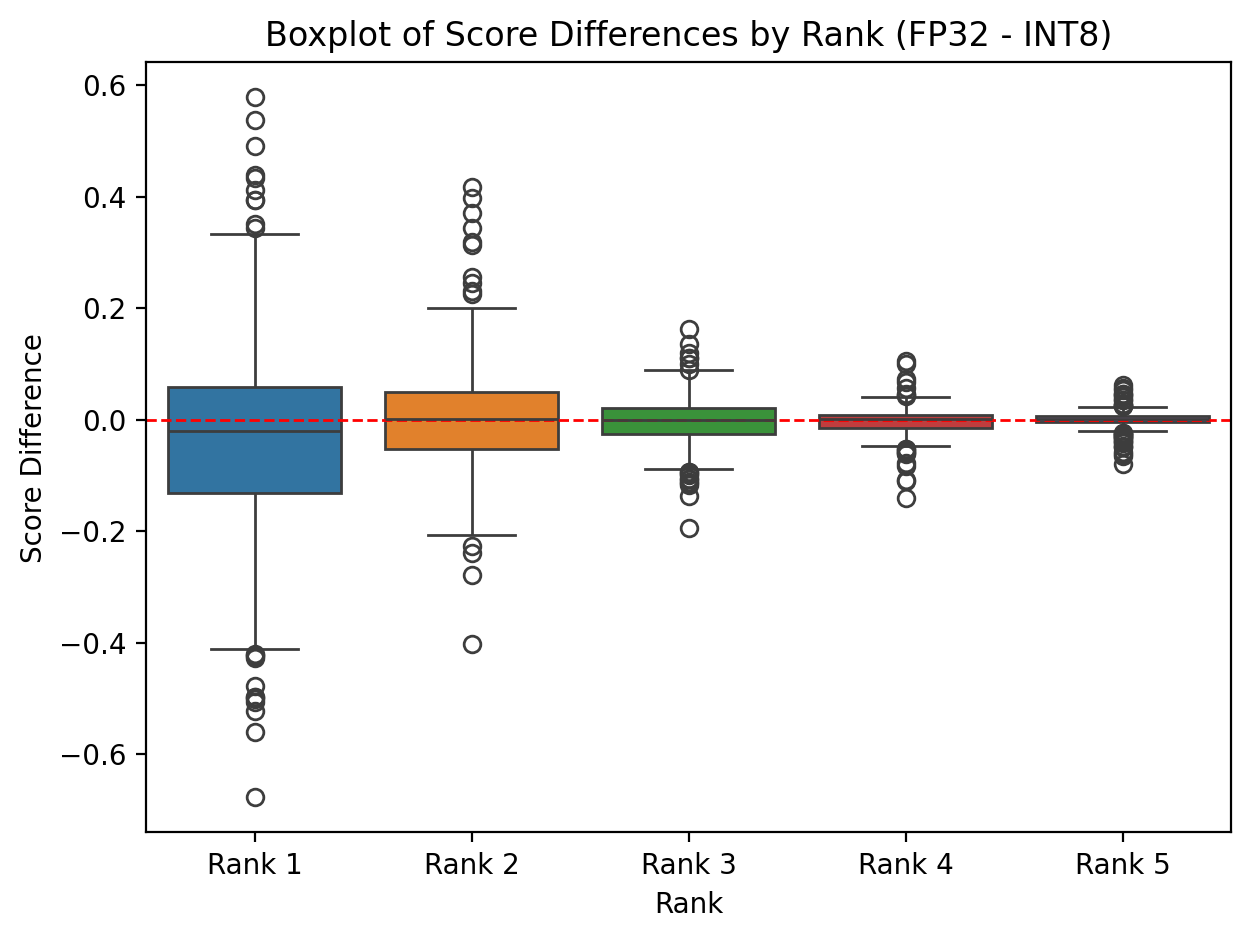 Boxplot of Score Differences by Rank (FP32 - INT8)
0.6
0.4
0.2
0.0
−0.2
−0.4
−0.6
Score Difference
Rank 1 Rank 2 Rank 3 Rank 4 Rank 5
Rank